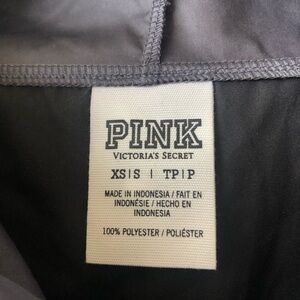 PINK
VICTORIA'S SECRET
XS|S | TP|P
MADE IN INDONESIA / FAIT EN
INDONÉSIE / HECHO EN
INDONESIA
100% POLYESTER / POLIÉSTER